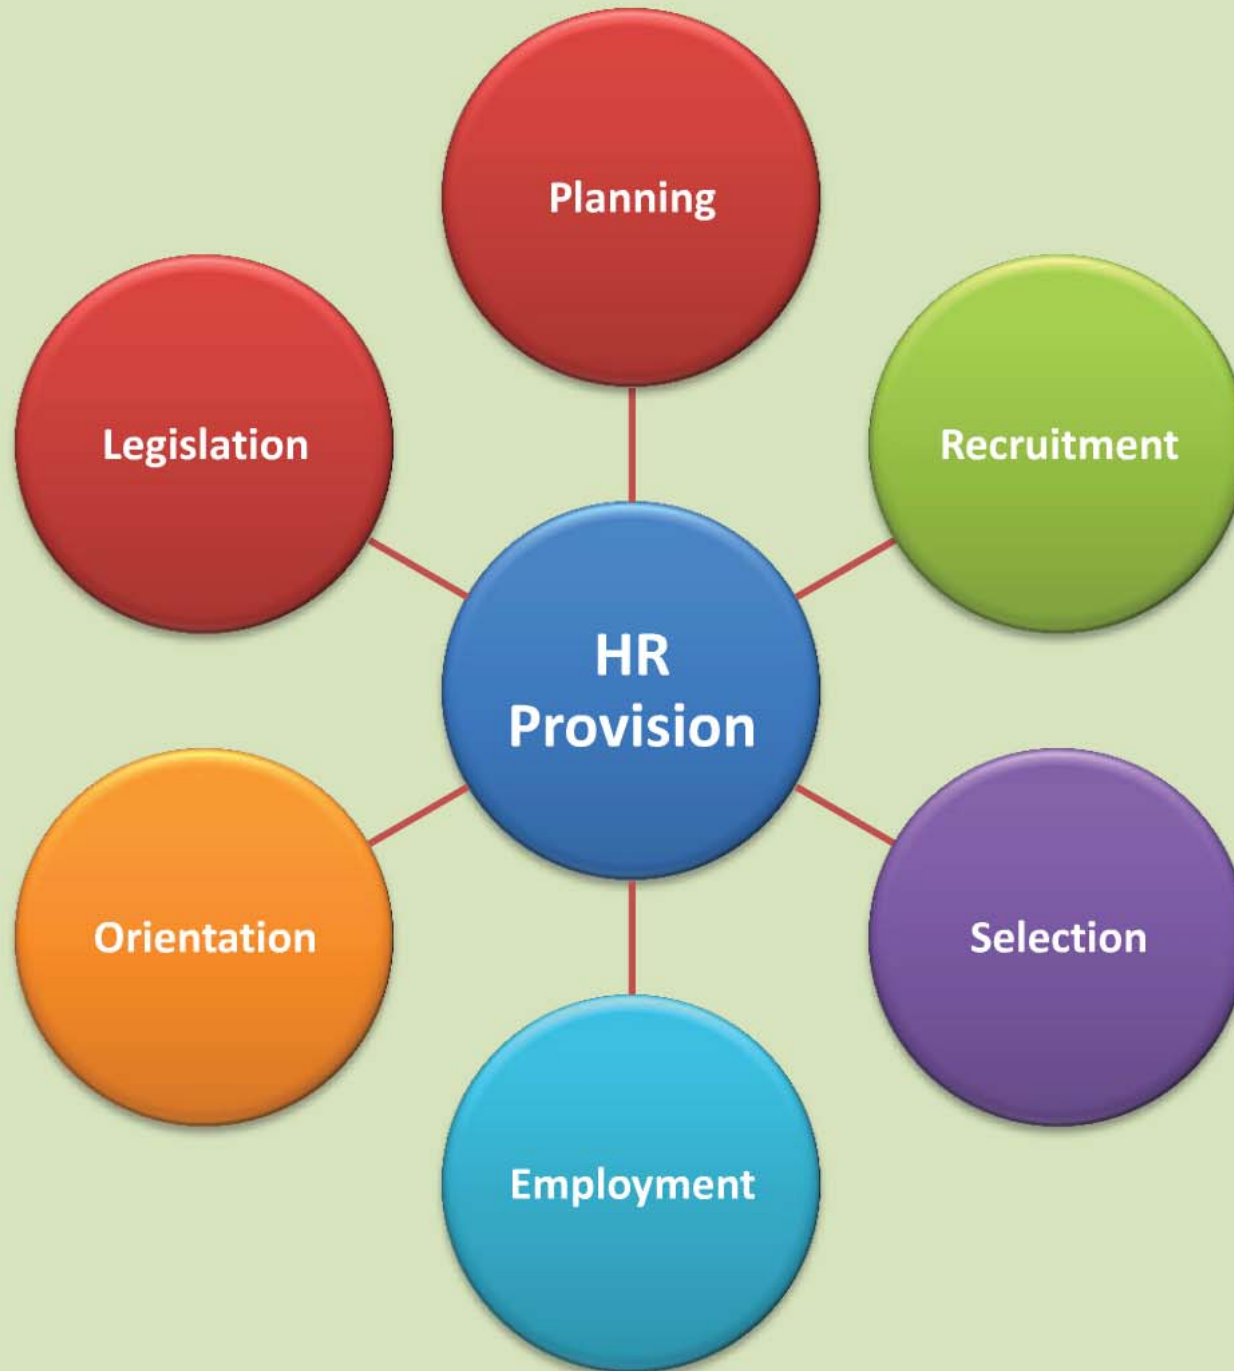 Planning
Legislation
Recruitment
HR
Provision
Orientation
Selection
Employment